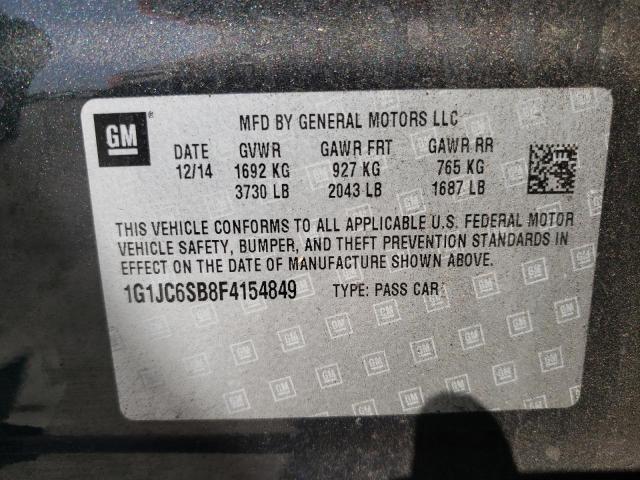 GM ®
MFD BY GENERAL MOTORS LLC
DATE GVWR GAWR FRT GAWR RR
12/14 1692 KG 927 KG 765 KG
3730 LB 2043 LB 1687 LB
THIS VEHICLE CONFORMS TO ALL APPLICABLE U.S. FEDERAL MOTOR
VEHICLE SAFETY, BUMPER, AND THEFT PREVENTION STANDARDS IN
EFFECT ON THE DATE OF MANUFACTURE SHOWN ABOVE.
1G1JC6SB8F4154849 TYPE: PASS CAR